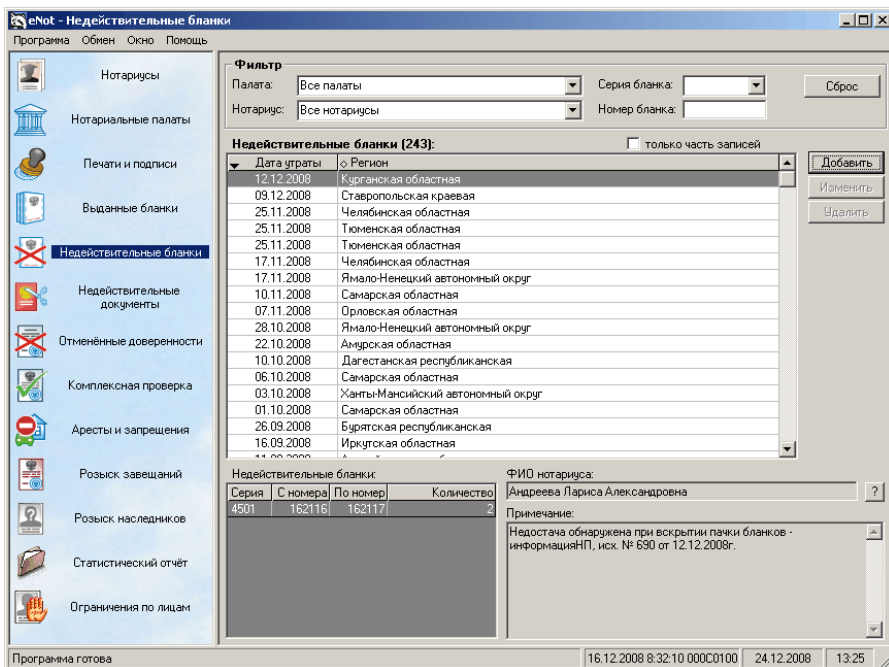 eNot - Недействительные бланки
Программа Обмен Окно Помощь
Нотариусы
Нотариальные палаты
Печати и подписи
Выданные бланки
Недействительные бланки
Недействительные
документы
Отменённые доверенности
Комплексная проверка
Аресты и запрещения
Розыск завещаний
Розыск наследников
Статистический отчёт
Ограничения по лицам
Фильтр
Палата: Все палаты Серия бланка: Сброс
Нотариус: Все нотариусы Номер бланка:
Недействительные бланки (243): только часть записей
Дата утраты Регион
12.12.2008 Курганская областная
09.12.2008 Ставропольская краевая
25.11.2008 Челябинская областная
25.11.2008 Тюменская областная
25.11.2008 Тюменская областная
17.11.2008 Челябинская областная
17.11.2008 Ямало-Ненецкий автономный округ
10.11.2008 Самарская областная
07.11.2008 Орловская областная
28.10.2008 Ямало-Ненецкий автономный округ
22.10.2008 Амурская областная
10.10.2008 Дагестанская республиканская
06.10.2008 Самарская областная
03.10.2008 Ханты-Мансийский автономный округ
01.10.2008 Самарская областная
26.09.2008 Бурятская республиканская
16.09.2008 Иркутская областная
Добавить
Изменить
Удалить
Недействительные бланки:
Серия С номера По номер Количество
4501 162116 162117 2
ФИО нотариуса:
Андреева Лариса Александровна ?
Примечание:
Недостача обнаружена при вскрытии пачки бланков -
информацияНП, исх. № 690 от 12.12.2008г.
Программа готова 16.12.2008 8:32:10 000C0100 24.12.2008 13:25